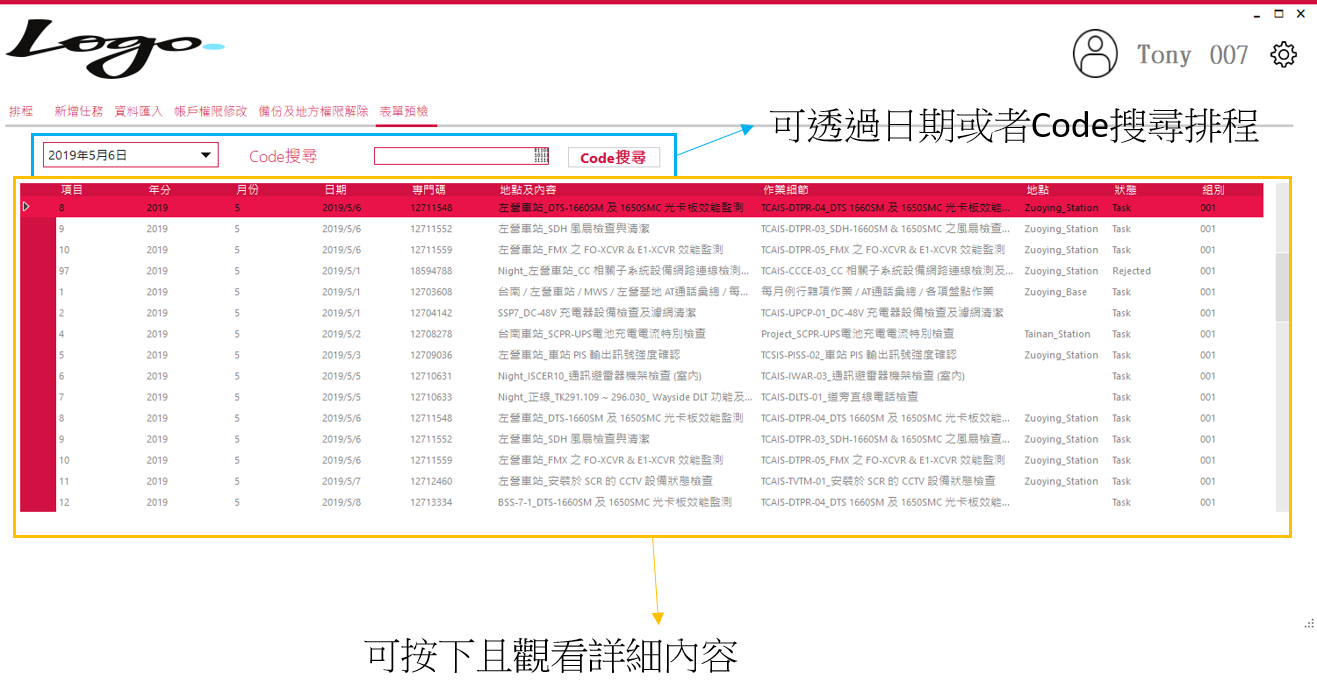 Logo
Tony 007
排程 新增任務 資料匯入 帳戶權限修改 備份及地方權限解除 表單預檢
可透過日期或者Code搜尋排程
2019年5月6日 Code搜尋 Code搜尋
項目 年分 月份 日期 專門碼 地點及內容 作業細節 地點 狀態 組別
8 2019 5 2019/5/6 12711548 左營車站_DTS-1660SM 及 1650SMC 光卡板效能監測 TCAIS-DTPR-04_DTS 1660SM 及 1650SMC 光卡板效能... Zuoying_Station Task 001
9 2019 5 2019/5/6 12711552 左營車站_SDH 風扇檢查與清潔 TCAIS-DTPR-03_SDH-1660SM & 1650SMC 之風扇檢查... Zuoying_Station Task 001
10 2019 5 2019/5/6 12711559 左營車站_FMX 之 FO-XCVR & E1-XCVR 效能監測 TCAIS-DTPR-05_FMX 之 FO-XCVR & E1-XCVR 效能監測 Zuoying_Station Task 001
97 2019 5 2019/5/1 18594788 Night_左營車站_CC 相關子系統設備網路連線檢測... TCAIS-CCCE-03_CC 相關子系統設備網路連線檢測及... Zuoying_Station Rejected 001
1 2019 5 2019/5/1 12703608 台南 / 左營車站 / MWS / 左營基地 AT通話彙總 / 每... 每月例行雜項作業 / AT通話彙總 / 各項盤點作業 Zuoying_Base Task 001
2 2019 5 2019/5/1 12704142 SSP7_DC-48V 充電器設備檢查及濾網清潔 TCAIS-UPCP-01_DC-48V 充電器設備檢查及濾網清潔 Task 001
4 2019 5 2019/5/2 12708278 台南車站_SCPR-UPS電池充電電流特別檢查 Project_SCPR-UPS電池充電電流特別檢查 Tainan_Station Task 001
5 2019 5 2019/5/3 12709036 左營車站_車站 PIS 輸出訊號強度確認 TCSIS-PISS-02_車站 PIS 輸出訊號強度確認 Zuoying_Station Task 001
6 2019 5 2019/5/5 12710631 Night_ISCER10_通訊避雷器機架檢查 (室內) TCAIS-IWAR-03_通訊避雷器機架檢查 (室內) Task 001
7 2019 5 2019/5/5 12710633 Night_正線_TK291.109 ~ 296.030_ Wayside DLT 功能及... TCAIS-DLTS-01_道旁直線電話檢查 Task 001
8 2019 5 2019/5/6 12711548 左營車站_DTS-1660SM 及 1650SMC 光卡板效能監測 TCAIS-DTPR-04_DTS 1660SM 及 1650SMC 光卡板效能... Zuoying_Station Task 001
9 2019 5 2019/5/6 12711552 左營車站_SDH 風扇檢查與清潔 TCAIS-DTPR-03_SDH-1660SM & 1650SMC 之風扇檢查... Zuoying_Station Task 001
10 2019 5 2019/5/6 12711559 左營車站_FMX 之 FO-XCVR & E1-XCVR 效能監測 TCAIS-DTPR-05_FMX 之 FO-XCVR & E1-XCVR 效能監測 Zuoying_Station Task 001
11 2019 5 2019/5/7 12712460 左營車站_安裝於 SCR 的 CCTV 設備狀態檢查 TCAIS-TVTM-01_安裝於 SCR 的 CCTV 設備狀態檢查 Zuoying_Station Task 001
12 2019 5 2019/5/8 12713334 BSS-7-1_DTS-1660SM 及 1650SMC 光卡板效能監測 TCAIS-DTPR-04_DTS 1660SM 及 1650SMC 光卡板效能... Task 001
可按下且觀看詳細內容